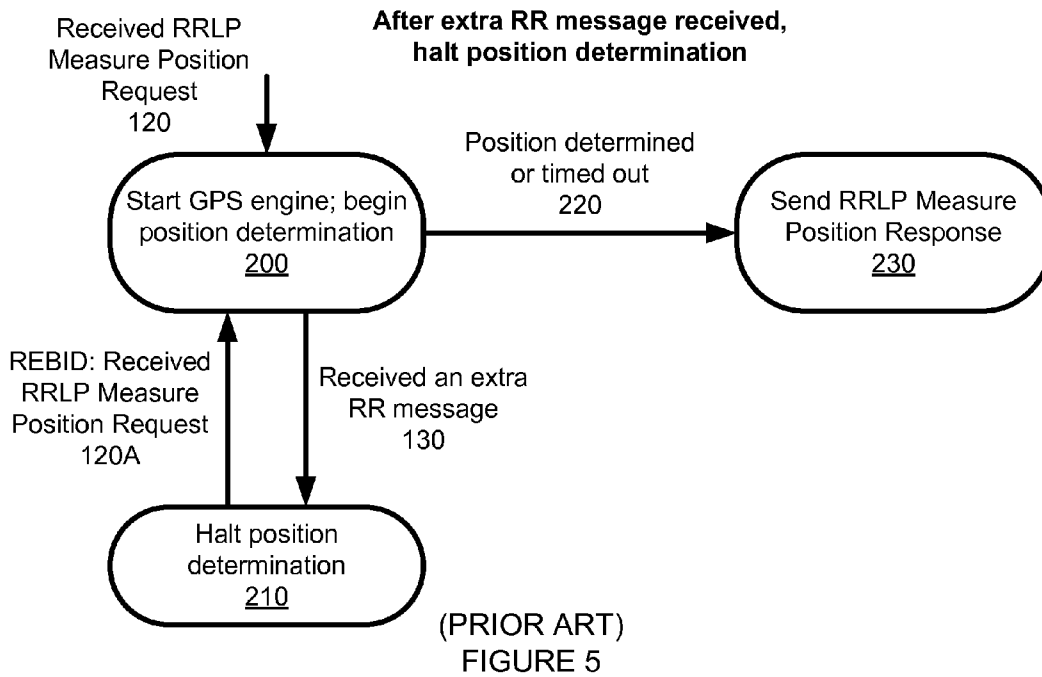 After extra RR message received,
halt position determination
Received RRLP
Measure Position
Request
120
Start GPS engine; begin
position determination
200
Position determined
or timed out
220
Send RRLP Measure
Position Response
230
REBID: Received
RRLP Measure
Position Request
120A
Received an extra
RR message
130
Halt position
determination
210
(PRIOR ART)
FIGURE 5